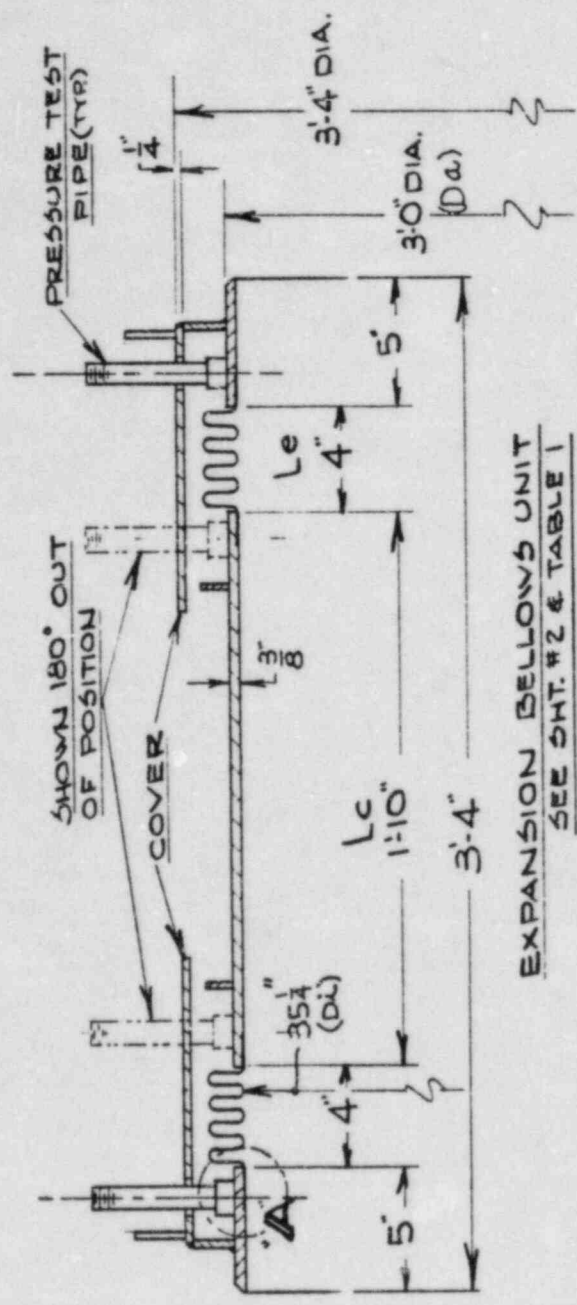 PRESSURE TEST
PIPE (TYP.)
SHOWN 180° OUT
OF POSITION
COVER
1/4"
3'-4" DIA.
3'-0" DIA.
(Da)
3/8"
35 1/4"
(Di)
"A"
5"
4"
Lc
1'-10"
Le
4"
5"
3'-4"
EXPANSION BELLOWS UNIT
SEE SHT. #2 & TABLE 1